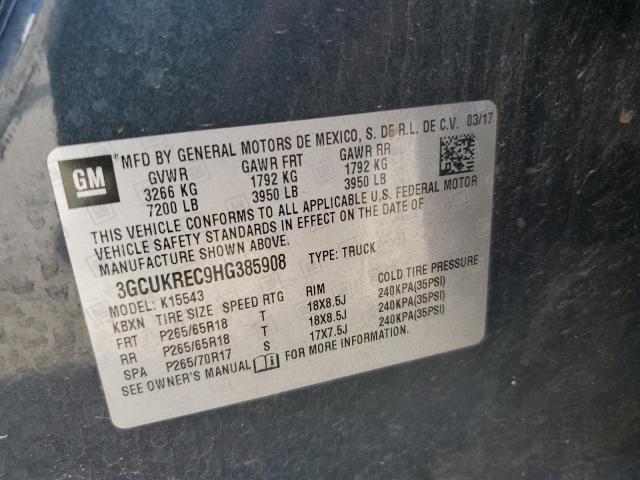 GM
"MFD BY GENERAL MOTORS DE MEXICO, S. DE R.L. DE C.V. 03/17
GVWR GAWR FRT GAWR RR
3266 KG 1792 KG 1792 KG
7200 LB 3950 LB 3950 LB
THIS VEHICLE CONFORMS TO ALL APPLICABLE U.S. FEDERAL MOTOR
VEHICLE SAFETY STANDARDS IN EFFECT ON THE DATE OF
MANUFACTURE SHOWN ABOVE.
3GCUKREC9HG385908 TYPE: TRUCK
MODEL: K15543
KBXN TIRE SIZE SPEED RTG RIM COLD TIRE PRESSURE
FRT P265/65R18 T 18X8.5J 240KPA(35PSI)
RR P265/65R18 T 18X8.5J 240KPA(35PSI)
SPA P265/70R17 S 17X7.5J 240KPA(35PSI)
SEE OWNER'S MANUAL FOR MORE INFORMATION.